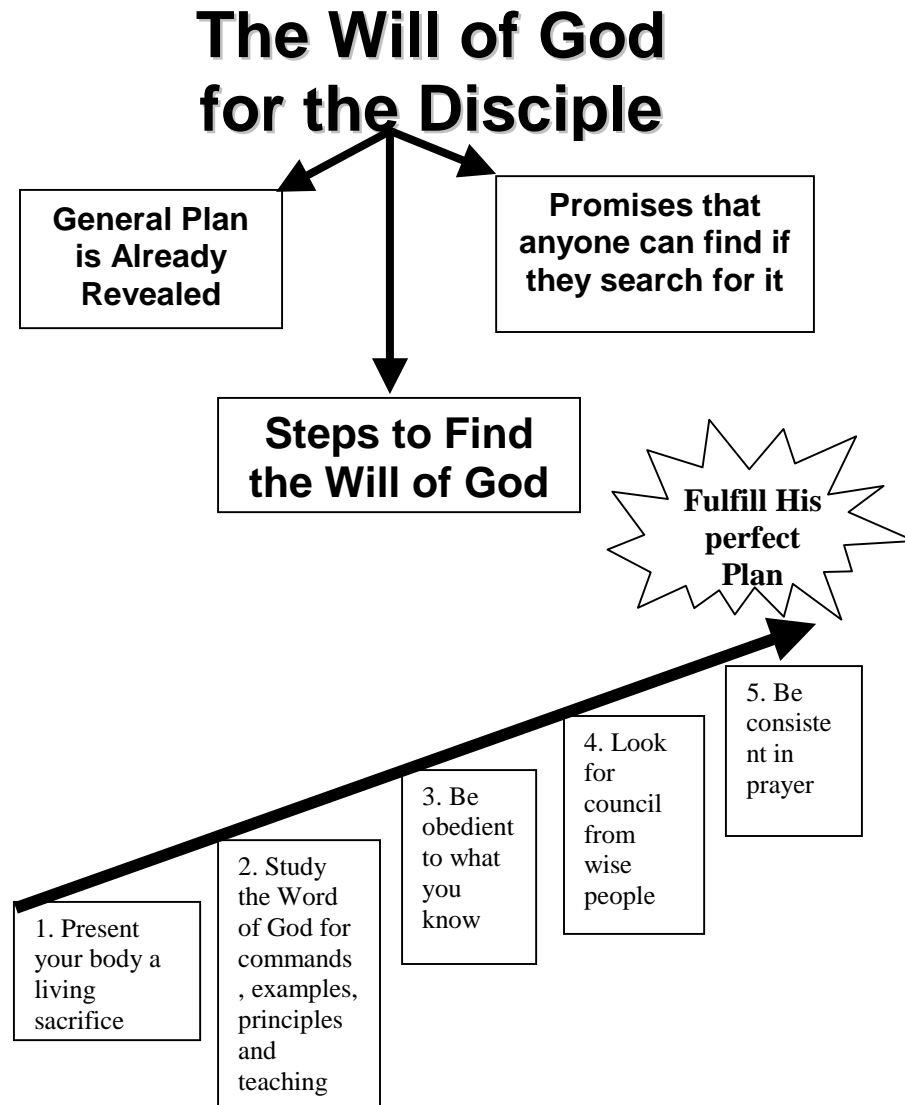 The Will of God
for the Disciple
General Plan
is Already
Revealed
Promises that
anyone can find if
they search for it
Steps to Find
the Will of God
Fulfill His
perfect
Plan
1. Present
your body a
living
sacrifice
2. Study
the Word
of God for
commands
, examples,
principles
and
teaching
3. Be
obedient
to what
you
know
4. Look
for
council
from
wise
people
5. Be
consiste
nt in
prayer